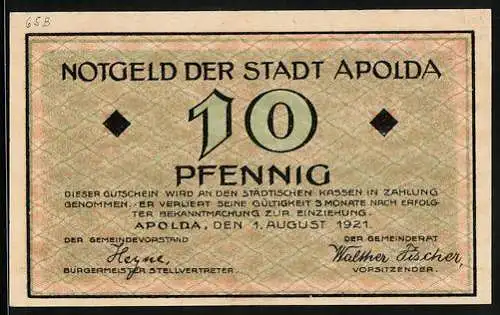 65B
NOTGELD DER STADT APOLDA
10
PFENNIG
DIESER GUTSCHEIN WIRD AN DEN STÄDTISCHEN KASSEN IN ZAHLUNG
GENOMMEN. ER VERLIERT SEINE GÜLTIGKEIT 3 MONATE NACH ERFOLG-
TER BEKANNTMACHUNG ZUR EINZIEHUNG.
APOLDA, DEN 1. AUGUST 1921.
DER GEMEINDEVORSTAND DER GEMEINDERAT
Heyne, Walther Fischer,
BÜRGERMEISTER STELLVERTRETER. VORSITZENDER.